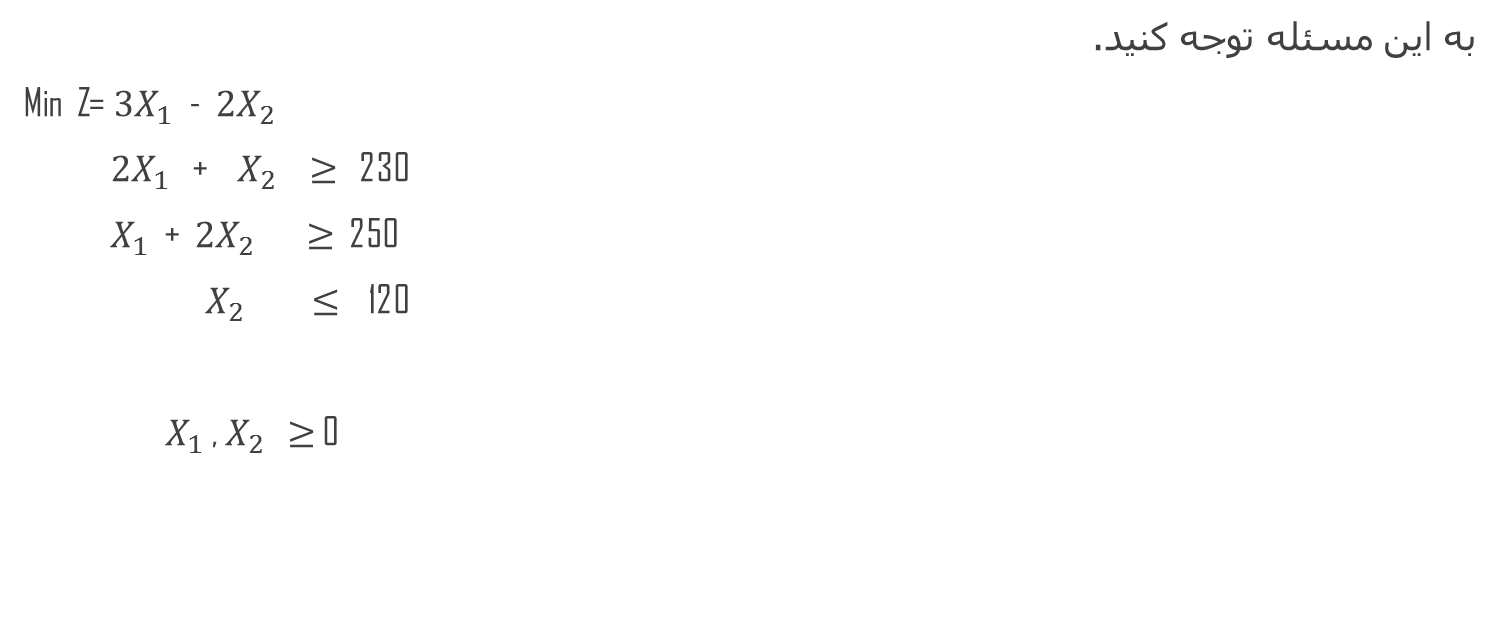 به این مسئله توجه کنید.
Min Z= 3X₁ - 2X₂
2X₁ + X₂ ≥ 230
X₁ + 2X₂ ≥ 250
X₂ ≤ 120
X₁ , X₂ ≥ 0